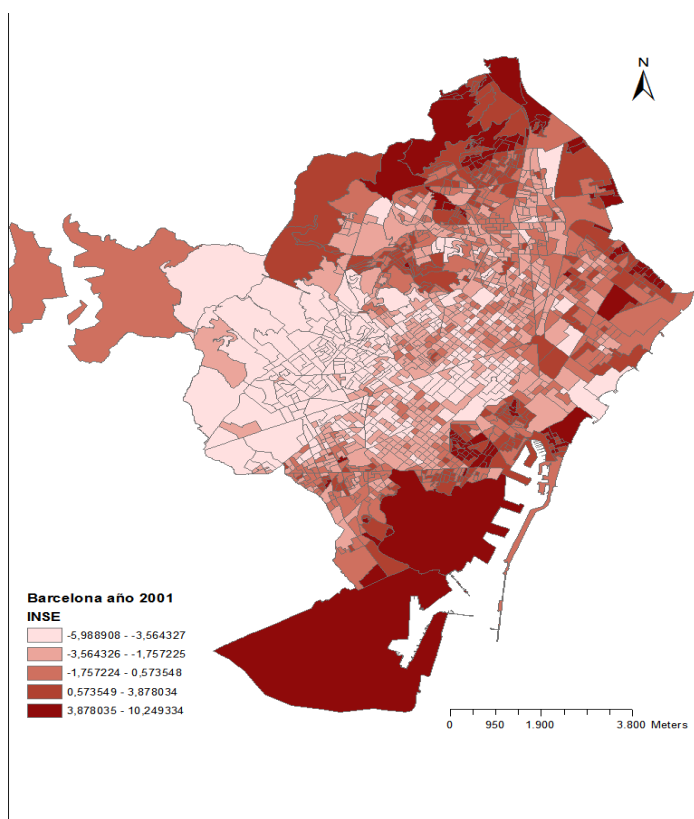 N
Barcelona año 2001
INSE
-5,988908 - -3,564327
-3,564326 - -1,757225
-1,757224 - 0,573548
0,573549 - 3,878034
3,878035 - 10,249334
0 950 1.900 3.800 Meters